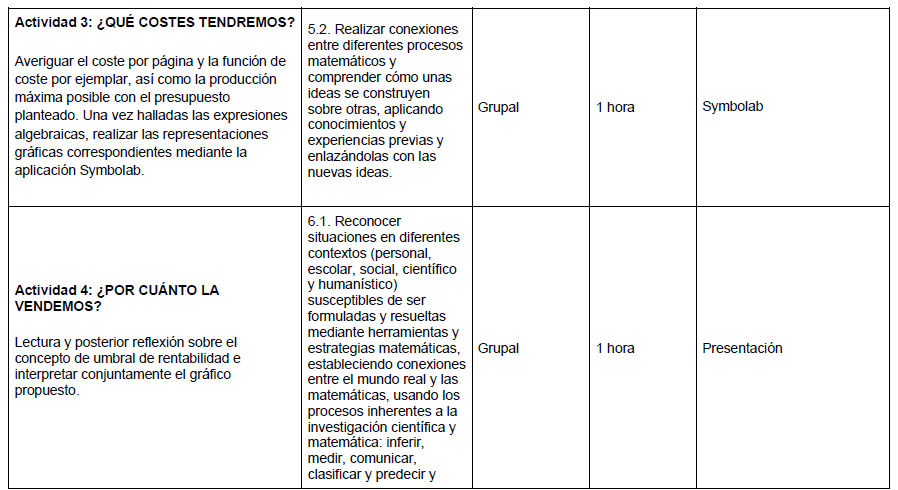 Actividad 3: ¿QUÉ COSTES TENDREMOS?
Averiguar el coste por página y la función de
coste por ejemplar, así como la producción
máxima posible con el presupuesto
planteado. Una vez halladas las expresiones
algebraicas, realizar las representaciones
gráficas correspondientes mediante la
aplicación Symbolab.
5.2. Realizar conexiones
entre diferentes procesos
matemáticos y
comprender cómo unas
ideas se construyen
sobre otras, aplicando
conocimientos y
experiencias previas y
enlazándolas con las
nuevas ideas.
Grupal
1 hora
Symbolab
Actividad 4: ¿POR CUÁNTO LA
VENDEMOS?
Lectura y posterior reflexión sobre el
concepto de umbral de rentabilidad e
interpretar conjuntamente el gráfico
propuesto.
6.1. Reconocer
situaciones en diferentes
contextos (personal,
escolar, social, científico
y humanístico)
susceptibles de ser
formuladas y resueltas
mediante herramientas y
estrategias matemáticas,
estableciendo conexiones
entre el mundo real y las
matemáticas, usando los
procesos inherentes a la
investigación científica y
matemática: inferir,
medir, comunicar,
clasificar y predecir y
Grupal
1 hora
Presentación